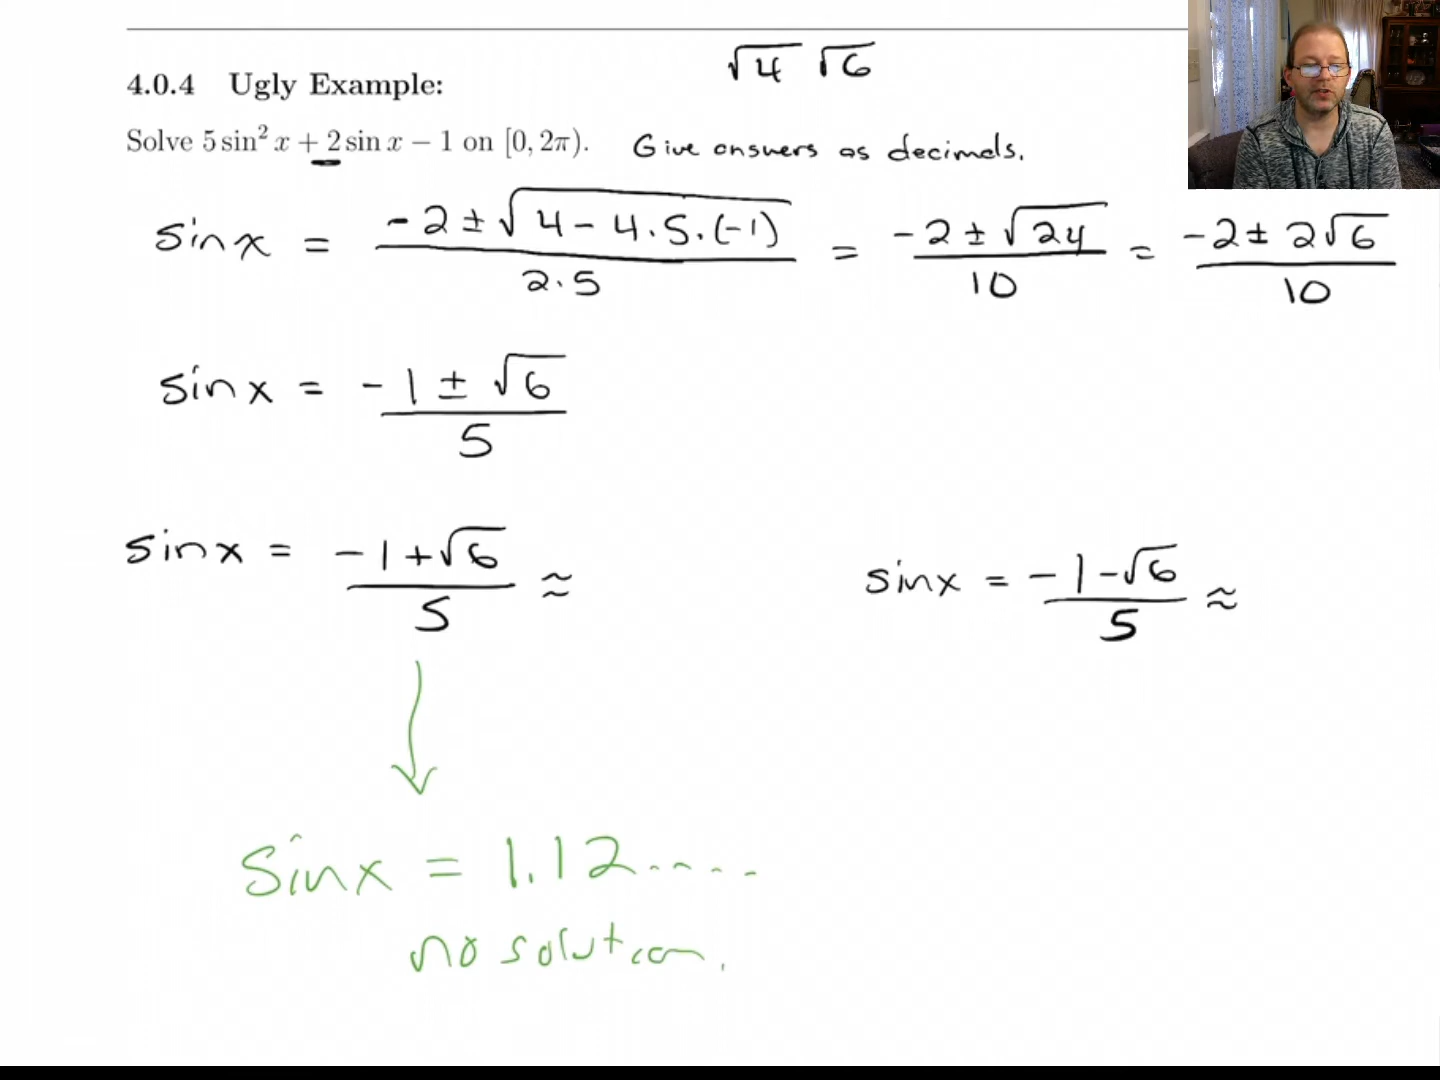 √4 √6
4.0.4 Ugly Example:
Solve 5 sin² x + 2 sin x − 1 on [0, 2π). Give answers as decimals.
sin x = (-2 ± √(4 - 4·5·(-1)))/(2·5) = (-2 ± √24)/10 = (-2 ± 2√6)/10
sin x = (-1 ± √6)/5
sin x = (-1 + √6)/5 ≈
sin x = (-1 - √6)/5 ≈
sin x = 1.12....
no solution.